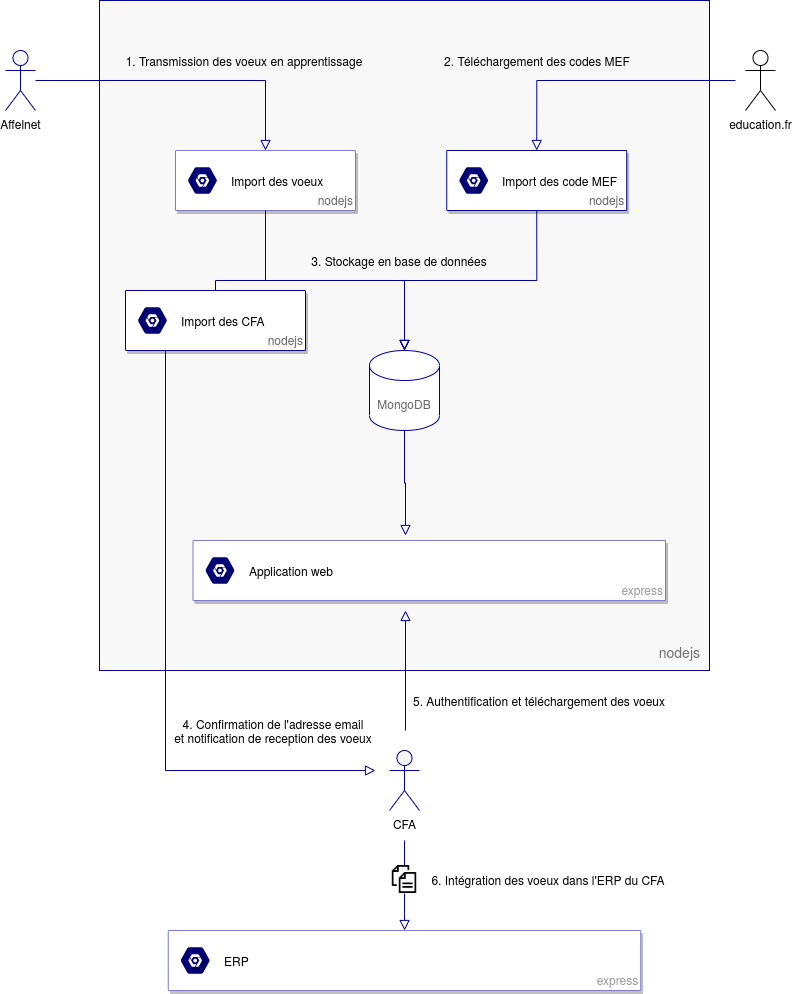 1. Transmission des voeux en apprentissage
2. Téléchargement des codes MEF
Affelnet
education.fr
Import des voeux
nodejs
Import des code MEF
nodejs
3. Stockage en base de données
Import des CFA
nodejs
MongoDB
Application web
express
nodejs
5. Authentification et téléchargement des voeux
4. Confirmation de l'adresse email
et notification de reception des voeux
CFA
6. Intégration des voeux dans l'ERP du CFA
ERP
express